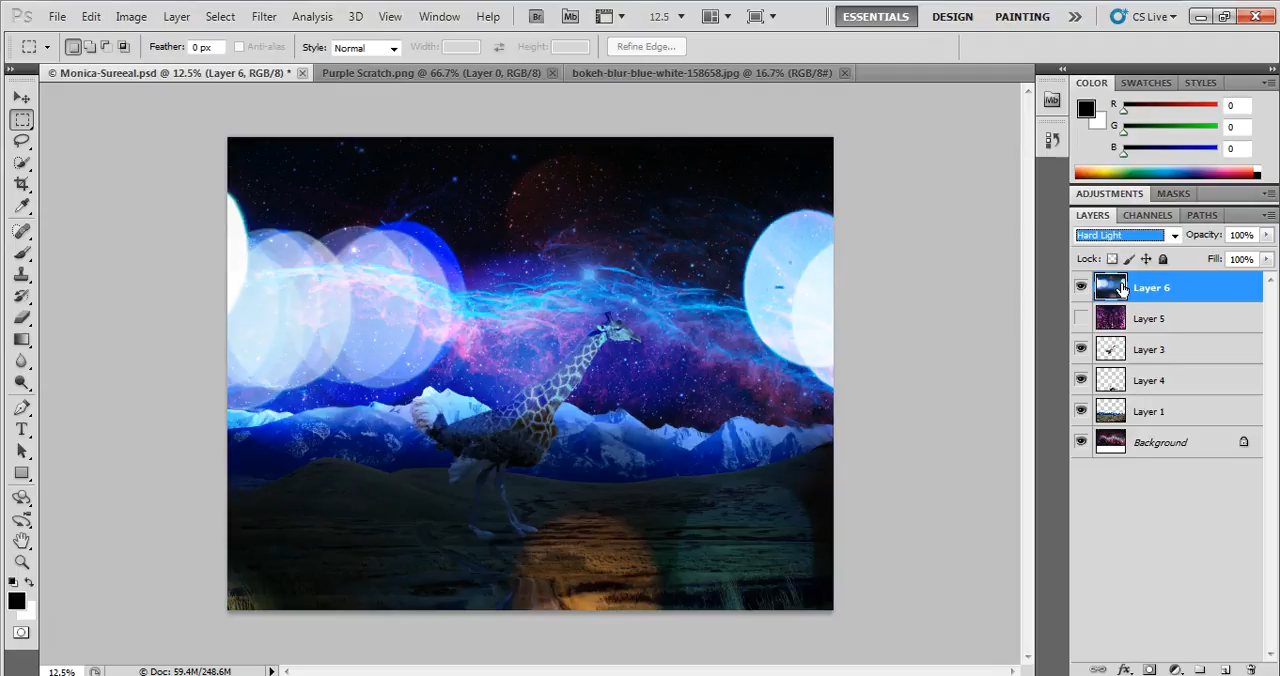 Ps File Edit Image Layer Select Filter Analysis 3D View Window Help Br Mb 12.5 ESSENTIALS DESIGN PAINTING CS Live
Feather: 0 px Anti-alias Style: Normal Width: Height: Refine Edge...
© Monica-Sureeal.psd @ 12.5% (Layer 6, RGB/8) * Purple Scratch.png @ 66.7% (Layer 0, RGB/8) bokeh-blur-blue-white-158658.jpg @ 16.7% (RGB/8#)
COLOR SWATCHES STYLES
Mb
R 0
G 0
B 0
ADJUSTMENTS MASKS
LAYERS CHANNELS PATHS
Hard Light Opacity: 100%
Lock: Fill: 100%
Layer 6
Layer 5
Layer 3
Layer 4
Layer 1
Background
T
12.5% © Doc: 59.4M/248.6M
fx